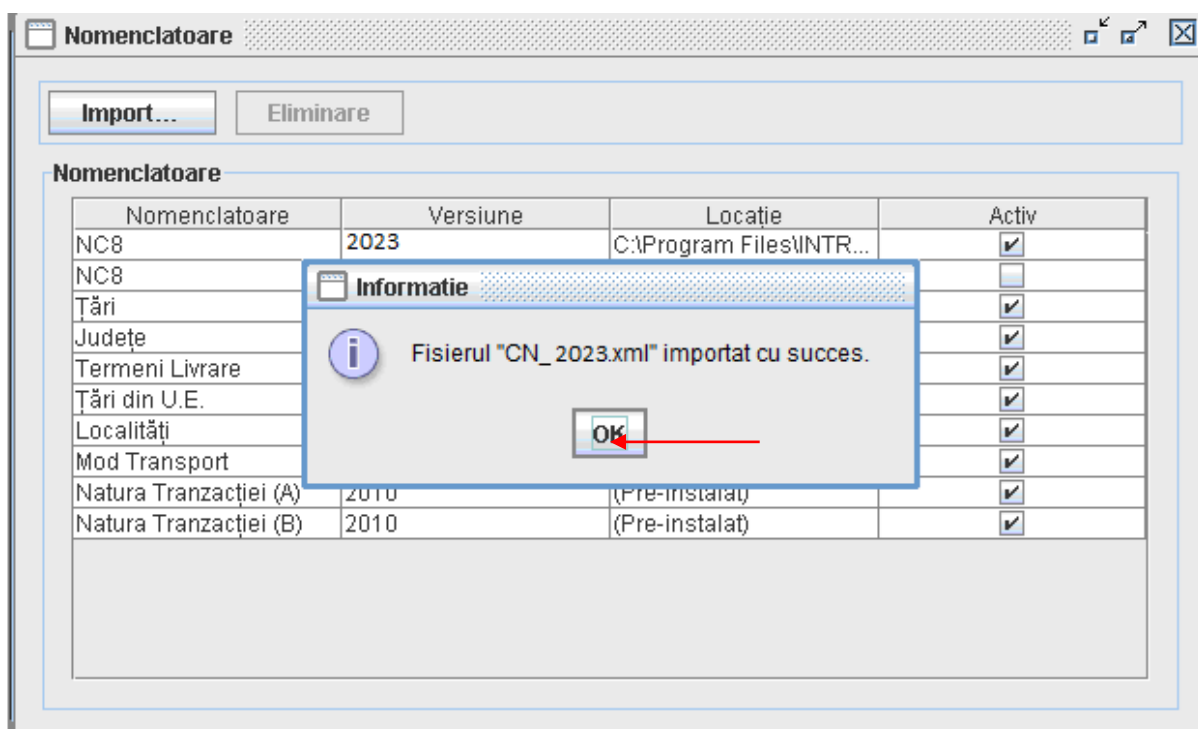 Nomenclatoare
Import... Eliminare
Nomenclatoare
Nomenclatoare Versiune Locație Activ
NC8 2023 C:\Program Files\INTR...
NC8
Țări
Județe
Termeni Livrare
Țări din U.E.
Localități
Mod Transport
Natura Tranzacției (A) 2010 (Pre-instalat)
Natura Tranzacției (B) 2010 (Pre-instalat)
Informatie
Fisierul "CN_ 2023.xml" importat cu succes.
OK